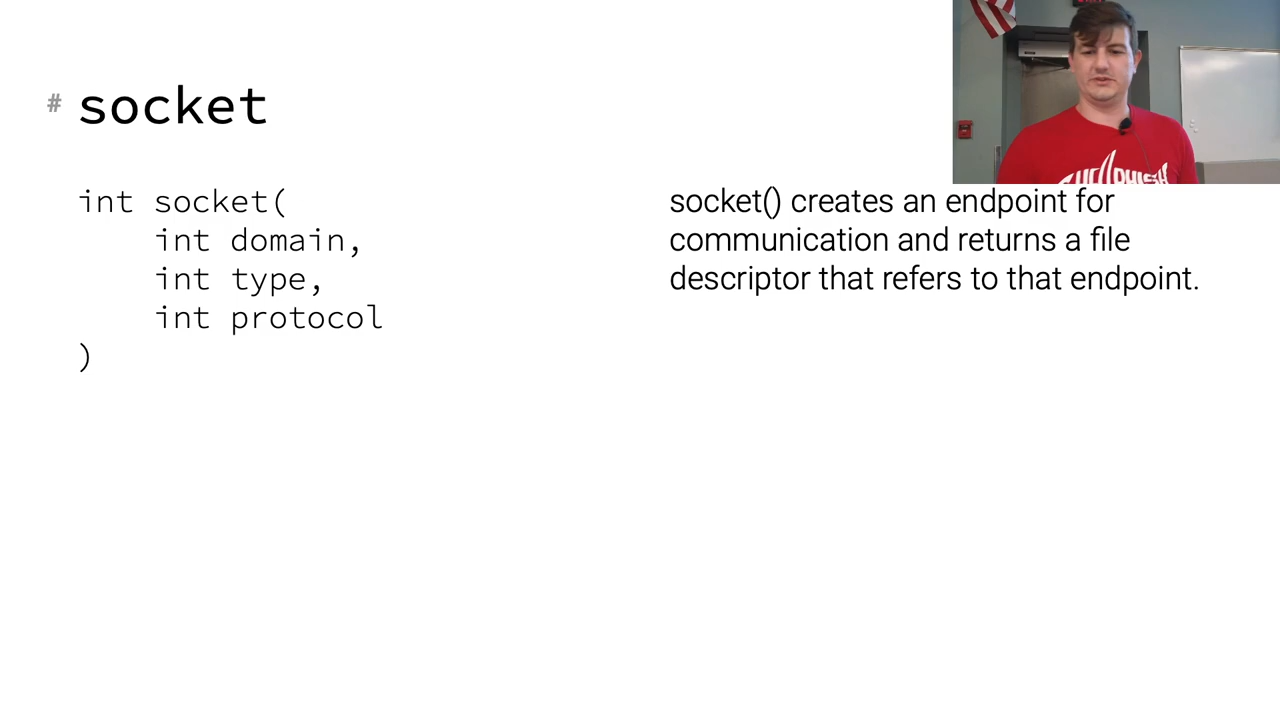 # socket
int socket(
    int domain,
    int type,
    int protocol
)
socket() creates an endpoint for
communication and returns a file
descriptor that refers to that endpoint.